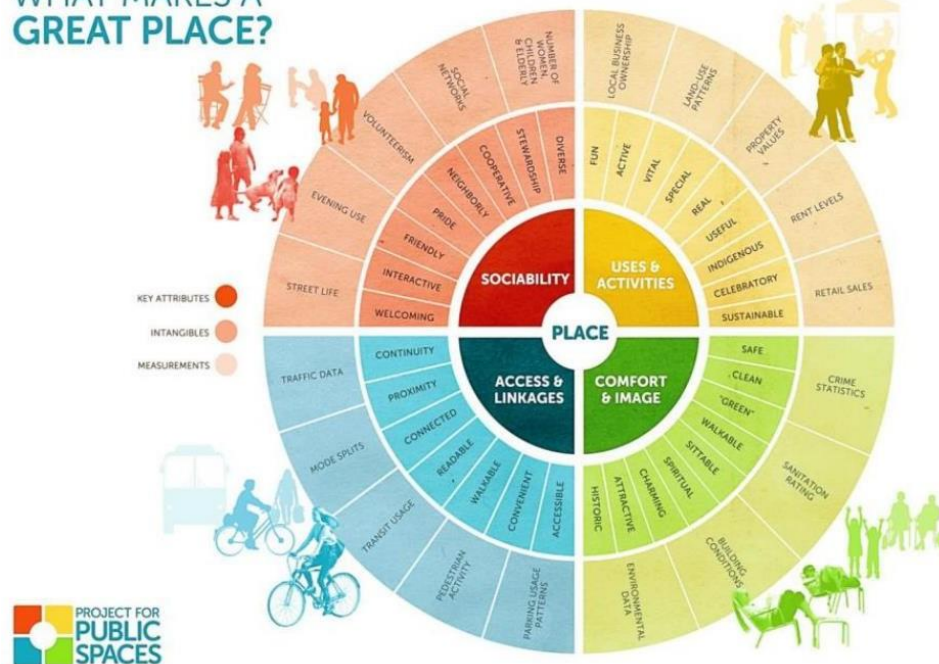 WHAT MAKES A
GREAT PLACE?
KEY ATTRIBUTES
INTANGIBLES
MEASUREMENTS
PLACE
SOCIABILITY
WELCOMING
INTERACTIVE
FRIENDLY
PRIDE
NEIGHBORLY
COOPERATIVE
STEWARDSHIP
DIVERSE
STREET LIFE
EVENING USE
VOLUNTEERISM
SOCIAL
NETWORKS
NUMBER OF
WOMEN,
CHILDREN
& ELDERLY
USES &
ACTIVITIES
FUN
ACTIVE
VITAL
SPECIAL
REAL
USEFUL
INDIGENOUS
CELEBRATORY
SUSTAINABLE
LOCAL BUSINESS
OWNERSHIP
LAND-USE
PATTERNS
PROPERTY
VALUES
RENT LEVELS
RETAIL SALES
COMFORT
& IMAGE
SAFE
CLEAN
"GREEN"
WALKABLE
SITTABLE
SPIRITUAL
CHARMING
ATTRACTIVE
HISTORIC
CRIME
STATISTICS
SANITATION
RATING
BUILDING
CONDITIONS
ENVIRONMENTAL
DATA
ACCESS &
LINKAGES
CONTINUITY
PROXIMITY
CONNECTED
READABLE
WALKABLE
CONVENIENT
ACCESSIBLE
TRAFFIC DATA
MODE SPLITS
TRANSIT USAGE
PEDESTRIAN
ACTIVITY
PARKING USAGE
PATTERNS
PROJECT FOR
PUBLIC
SPACES